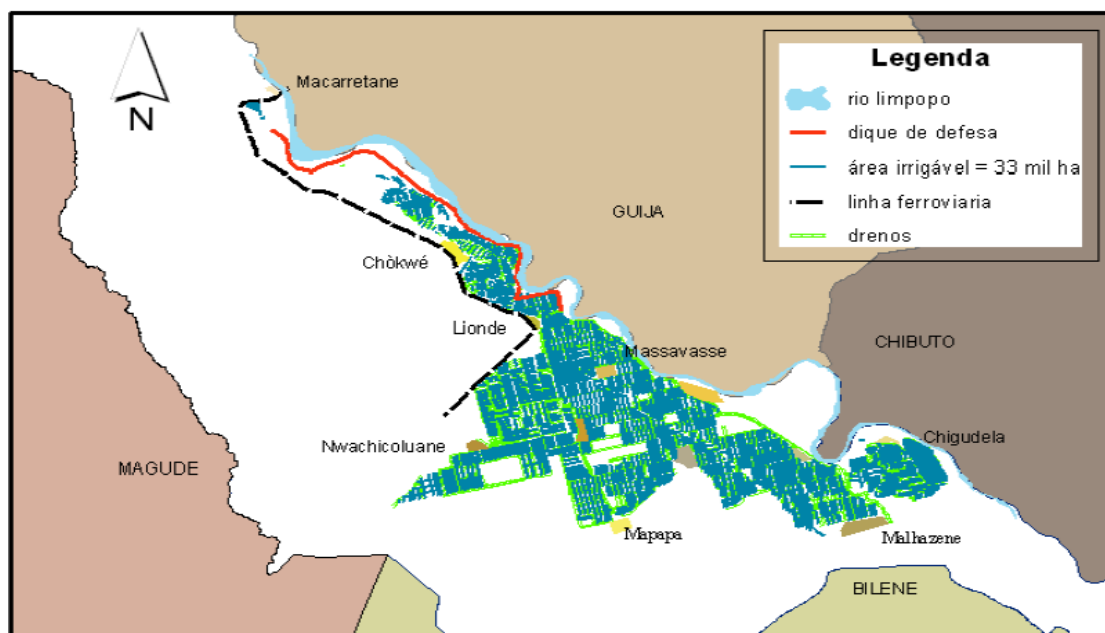 Legenda
rio limpopo
dique de defesa
área irrigável = 33 mil ha
linha ferroviaria
drenos
N
Macarretane
GUIJA
Chòkwé
Lionde
Massavasse
CHIBUTO
Nwachicoluane
Chigudela
MAGUDE
Mapapa
Malhazene
BILENE